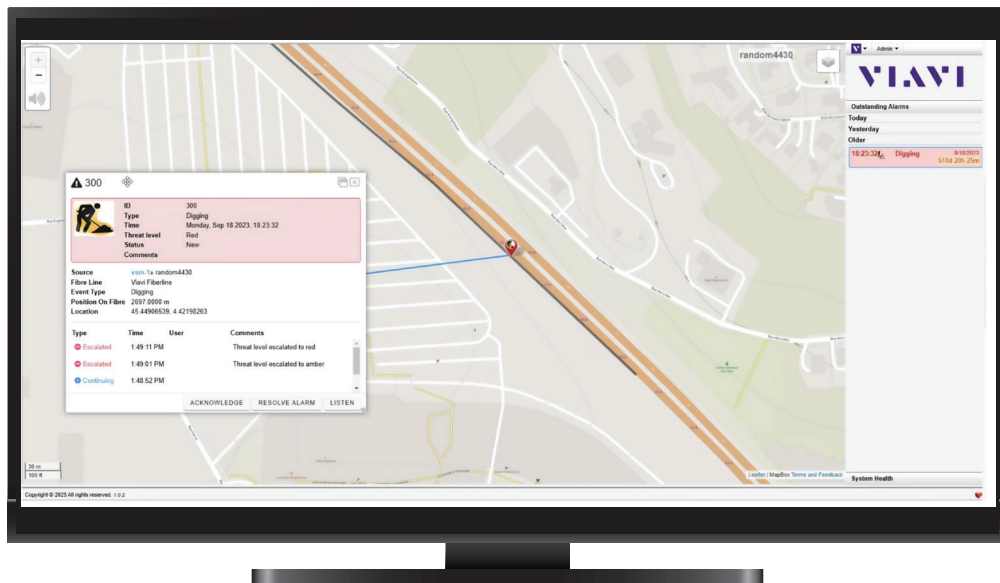 random4430
Admin
VIAVI
Outstanding Alarms
Today
Yesterday
Older
18:23:32 Digging 9/18/2023
510d 20h 25m
300
ID 300
Type Digging
Time Monday, Sep 18 2023, 18:23:32
Threat level Red
Status New
Comments
Source vsm-1s random4430
Fibre Line Viavi Fiberline
Event Type Digging
Position On Fibre 2697.0000 m
Location 45.44906539, 4.42198263
Type Time User Comments
Escalated 1:49:11 PM Threat level escalated to red
Escalated 1:49:01 PM Threat level escalated to amber
Continuing 1:48:52 PM
ACKNOWLEDGE RESOLVE ALARM LISTEN
100 ft
Leaflet | MapBox Terms and Feedback
System Health
Copyright © 2025 All rights reserved. 1.0.2